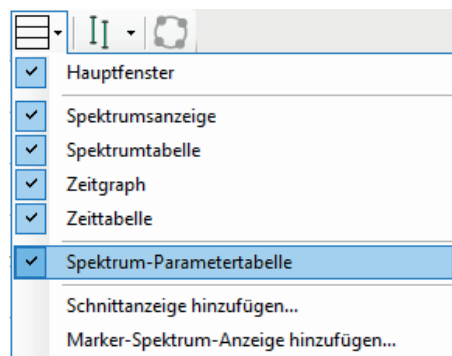 Hauptfenster
Spektrumsanzeige
Spektrumtabelle
Zeitgraph
Zeittabelle
Spektrum-Parametertabelle
Schnittanzeige hinzufügen...
Marker-Spektrum-Anzeige hinzufügen...